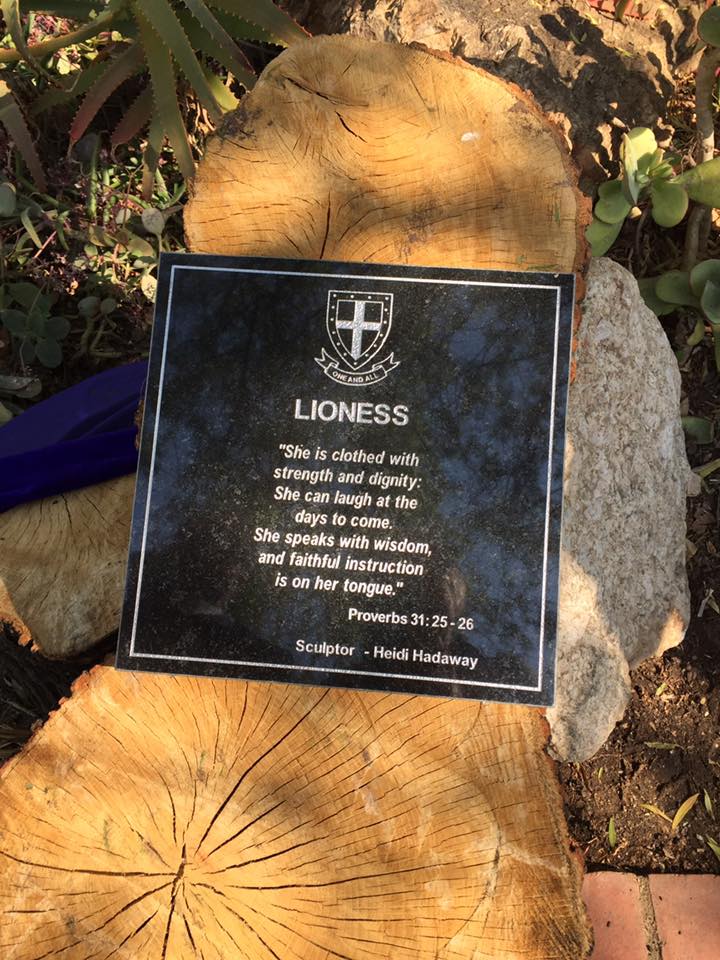 ONE AND ALL
LIONESS
"She is clothed with
strength and dignity:
She can laugh at the
days to come.
She speaks with wisdom,
and faithful instruction
is on her tongue."
Proverbs 31: 25 - 26
Sculptor - Heidi Hadaway